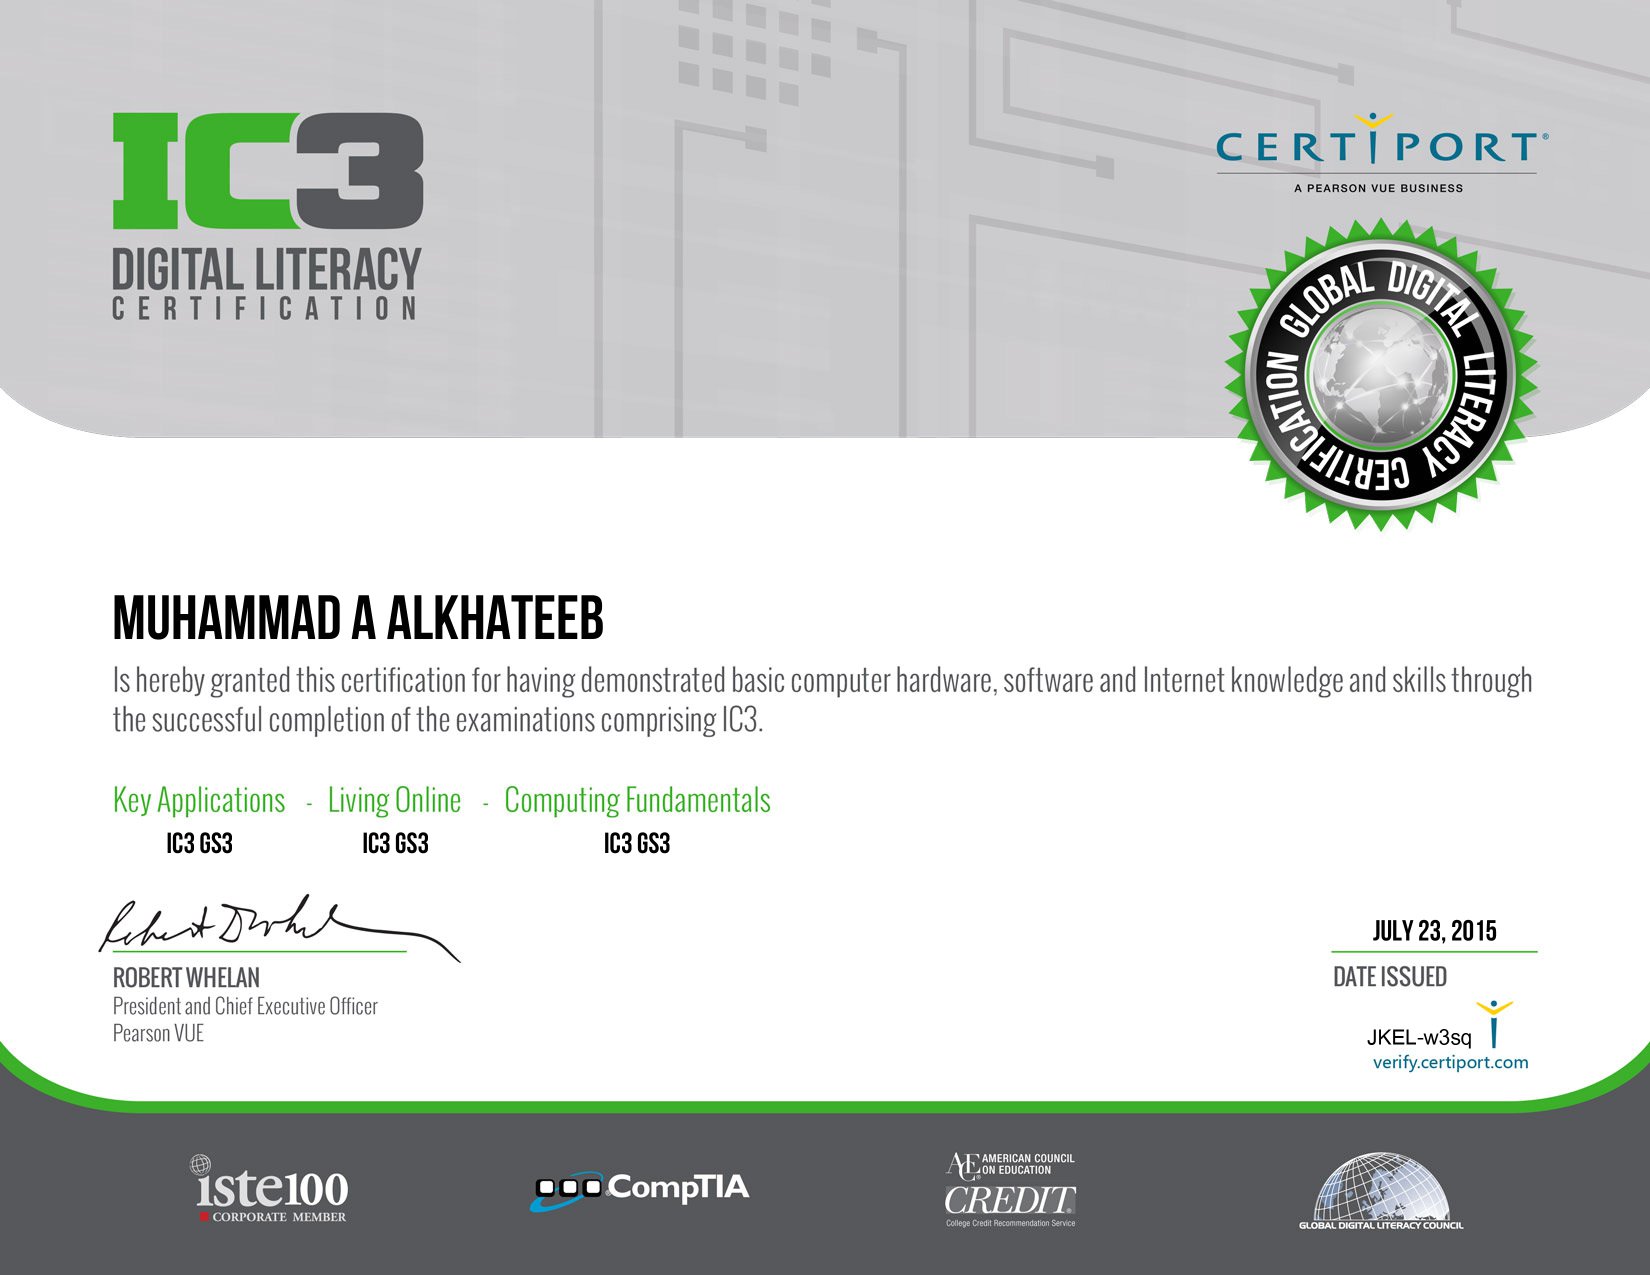 IC3
DIGITAL LITERACY
CERTIFICATION
CERTIPORT®
A PEARSON VUE BUSINESS
GLOBAL DIGITAL LITERACY CERTIFICATION
MUHAMMAD A ALKHATEEB
Is hereby granted this certification for having demonstrated basic computer hardware, software and Internet knowledge and skills through
the successful completion of the examinations comprising IC3.
Key Applications - Living Online - Computing Fundamentals
IC3 GS3 IC3 GS3 IC3 GS3
Robert Whelan
ROBERT WHELAN
President and Chief Executive Officer
Pearson VUE
JULY 23, 2015
DATE ISSUED
JKEL-w3sq
verify.certiport.com
iste100
CORPORATE MEMBER
CompTIA
ACE® AMERICAN COUNCIL
ON EDUCATION
CREDIT®
College Credit Recommendation Service
GLOBAL DIGITAL LITERACY COUNCIL